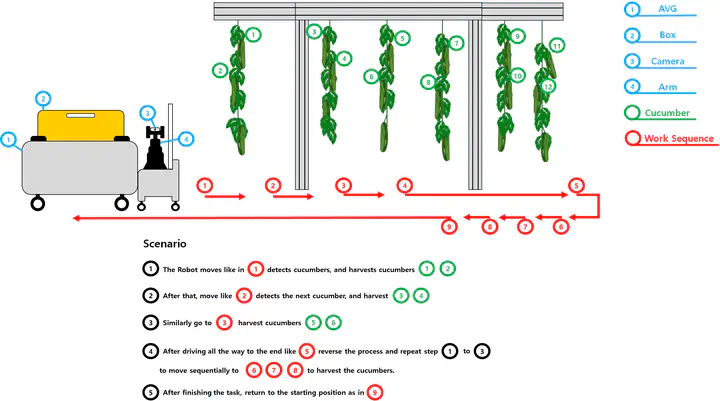 1 AVG
2 Box
3 Camera
4 Arm
Cucumber
Work Sequence
1 3 5 7 9 11
2 4 6 8 10 12
2
1 3 4
1 2 3 4 5
9 8 7 6
Scenario
1 The Robot moves like in 1 detects cucumbers, and harvests cucumbers 1 2
2 After that, move like 2 detects the next cucumber, and harvest 3 4
3 Similarly go to 3 harvest cucumbers 5 6
4 After driving all the way to the end like 5 reverse the process and repeat step 1 to 3
to move sequentially to 6 7 8 to harvest the cucumbers.
5 After finishing the task, return to the starting position as in 9